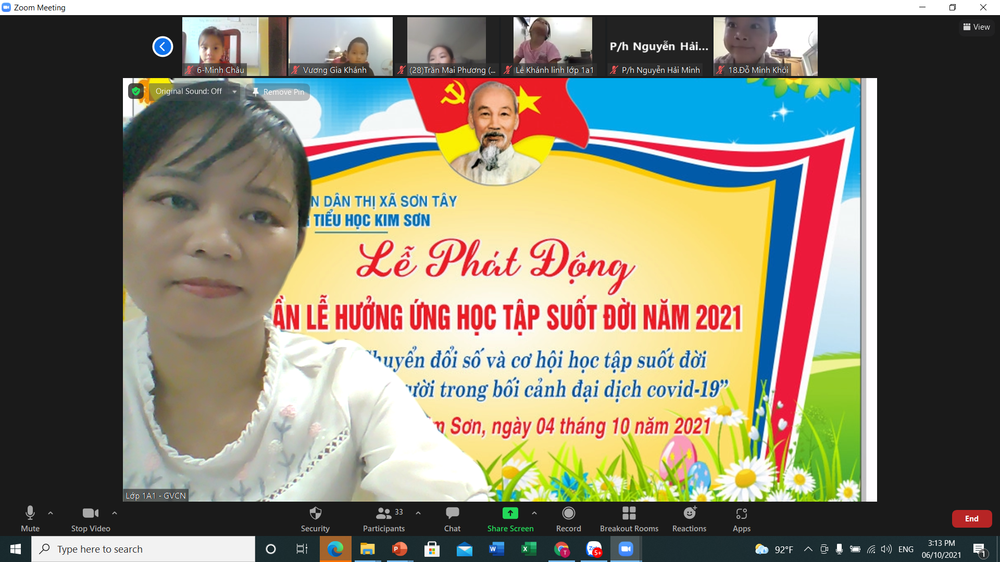 Zoom Meeting
View
6-Minh Châu
Vương Gia Khánh
(28)Trần Mai Phương (...
Lê Khánh linh lớp 1a1
P/h Nguyễn Hải...
P/h Nguyễn Hải Minh
18.Đỗ Minh Khôi
Original Sound: Off
Remove Pin
N DÂN THỊ XÃ SƠN TÂY
TIỂU HỌC KIM SƠN
Lễ Phát Động
ẦN LỄ HƯỞNG ỨNG HỌC TẬP SUỐT ĐỜI NĂM 2021
huyển đổi số và cơ hội học tập suốt đời
ười trong bối cảnh đại dịch covid-19”
m Sơn, ngày 04 tháng 10 năm 2021
Lớp 1A1 - GVCN
Mute
Stop Video
Security
Participants
33
Chat
Share Screen
Record
Breakout Rooms
Reactions
Apps
End
Type here to search
5+
92°F
ENG
3:13 PM
06/10/2021
1